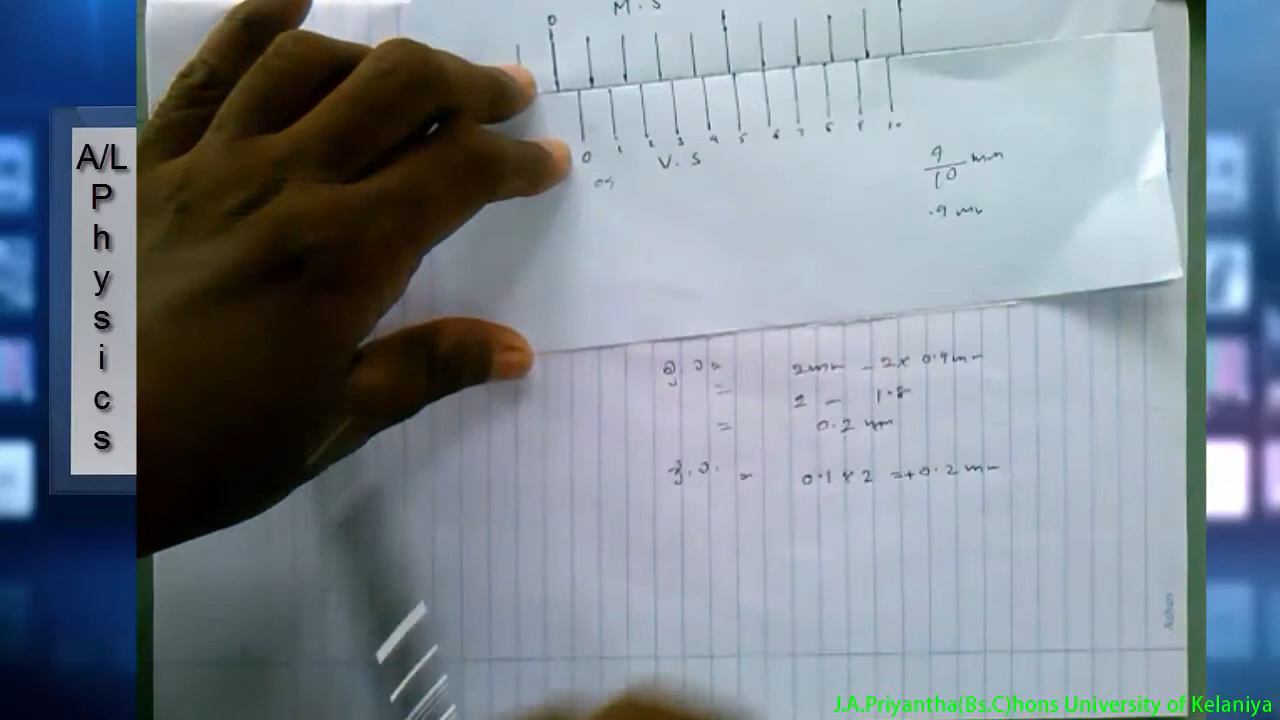 A/L
Physics
M.S
0
0 1 2 3 4 5 6 7 8 9 10
V.S
9/10 mm
.9 mm
2mm - 2x 0.9mm
= 2 - 1.8
= 0.2 mm
= 0.1 x 2 = +0.2mm
Ashan
J.A.Priyantha(Bs.C)hons University of Kelaniya